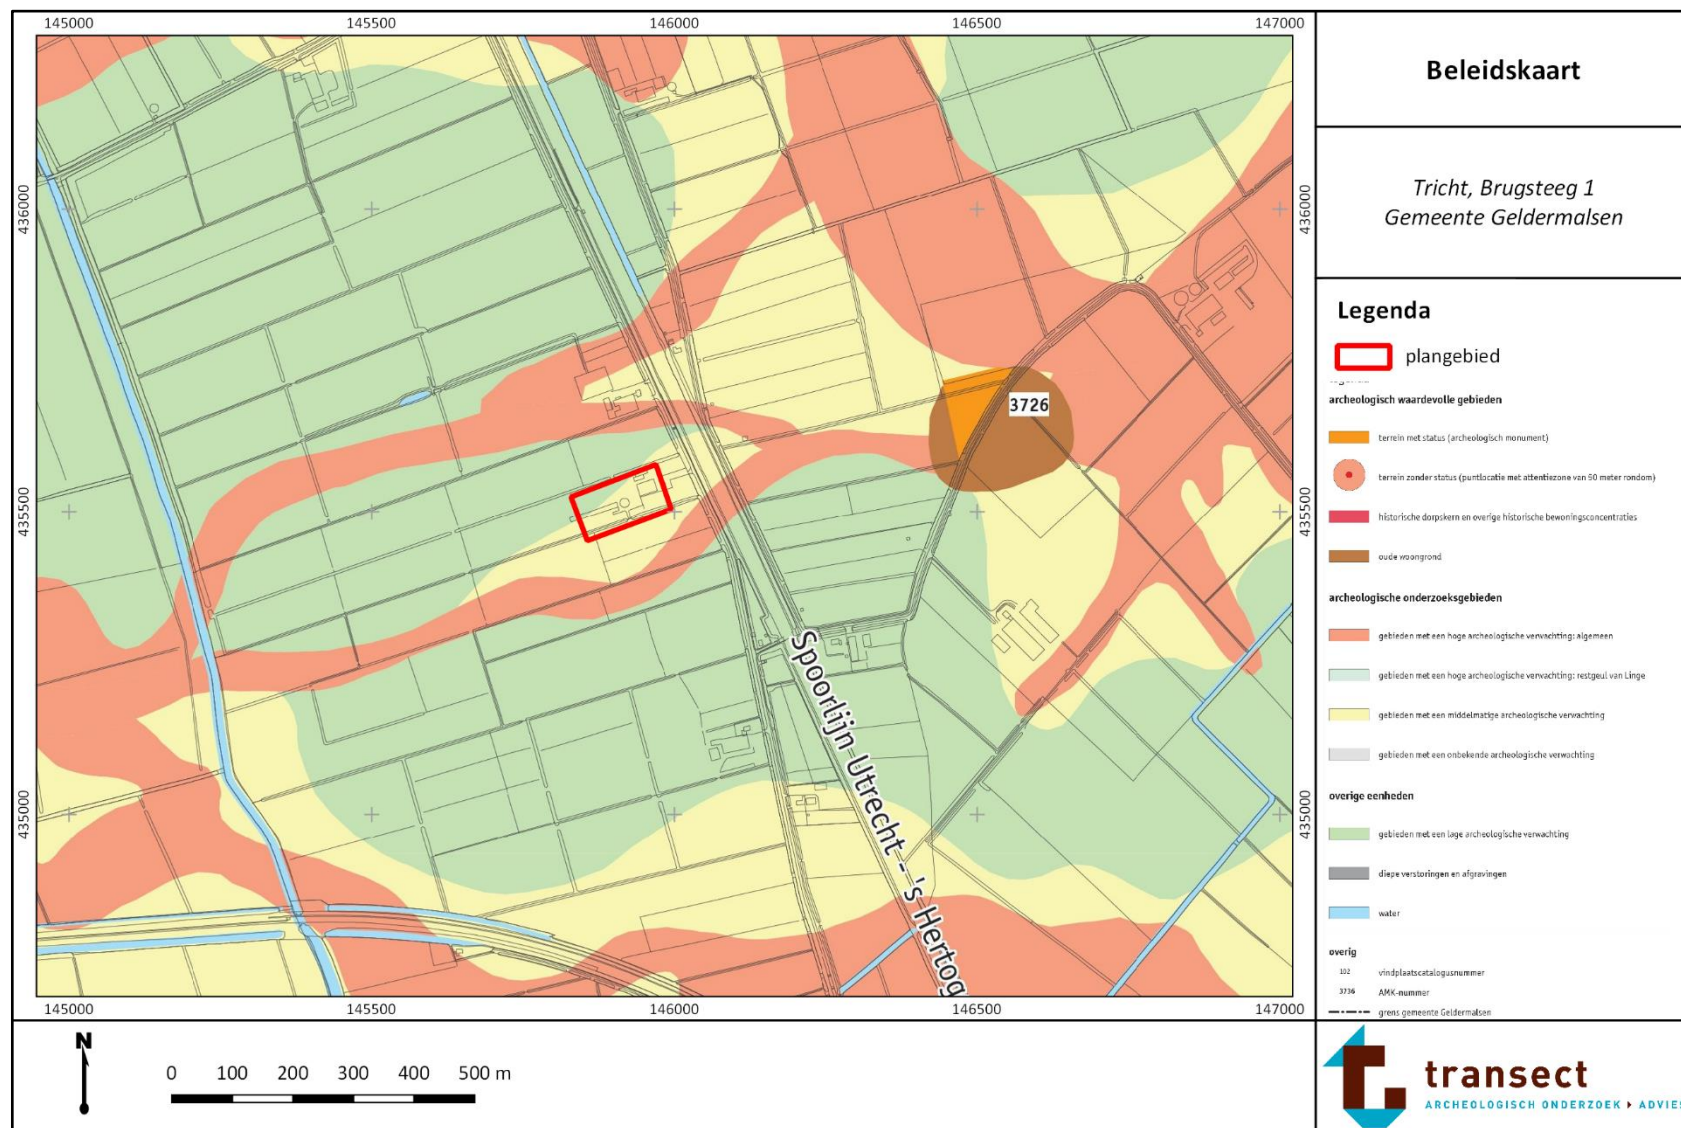 145000 145500 146000 146500 147000
436000 436000
435500 435500
435000 435000
3726
Spoorlijn Utrecht - 's Hertog
145000 145500 146000 146500 147000
N
0 100 200 300 400 500 m
Beleidskaart
Tricht, Brugsteeg 1
Gemeente Geldermalsen
Legenda
plangebied
archeologisch waardevolle gebieden
terrein met status (archeologisch monument)
terrein zonder status (puntlocatie met attentiezone van 50 meter rondom)
historische dorpskern en overige historische bewoningsconcentraties
oude woongrond
archeologische onderzoeksgebieden
gebieden met een hoge archeologische verwachting: algemeen
gebieden met een hoge archeologische verwachting: restgeul van Linge
gebieden met een middelmatige archeologische verwachting
gebieden met een onbekende archeologische verwachting
overige eenheden
gebieden met een lage archeologische verwachting
diepe verstoringen en afgravingen
water
overig
102 vindplaatscatalogusnummer
3736 AMK-nummer
grens gemeente Geldermalsen
transect
ARCHEOLOGISCH ONDERZOEK ADVIES